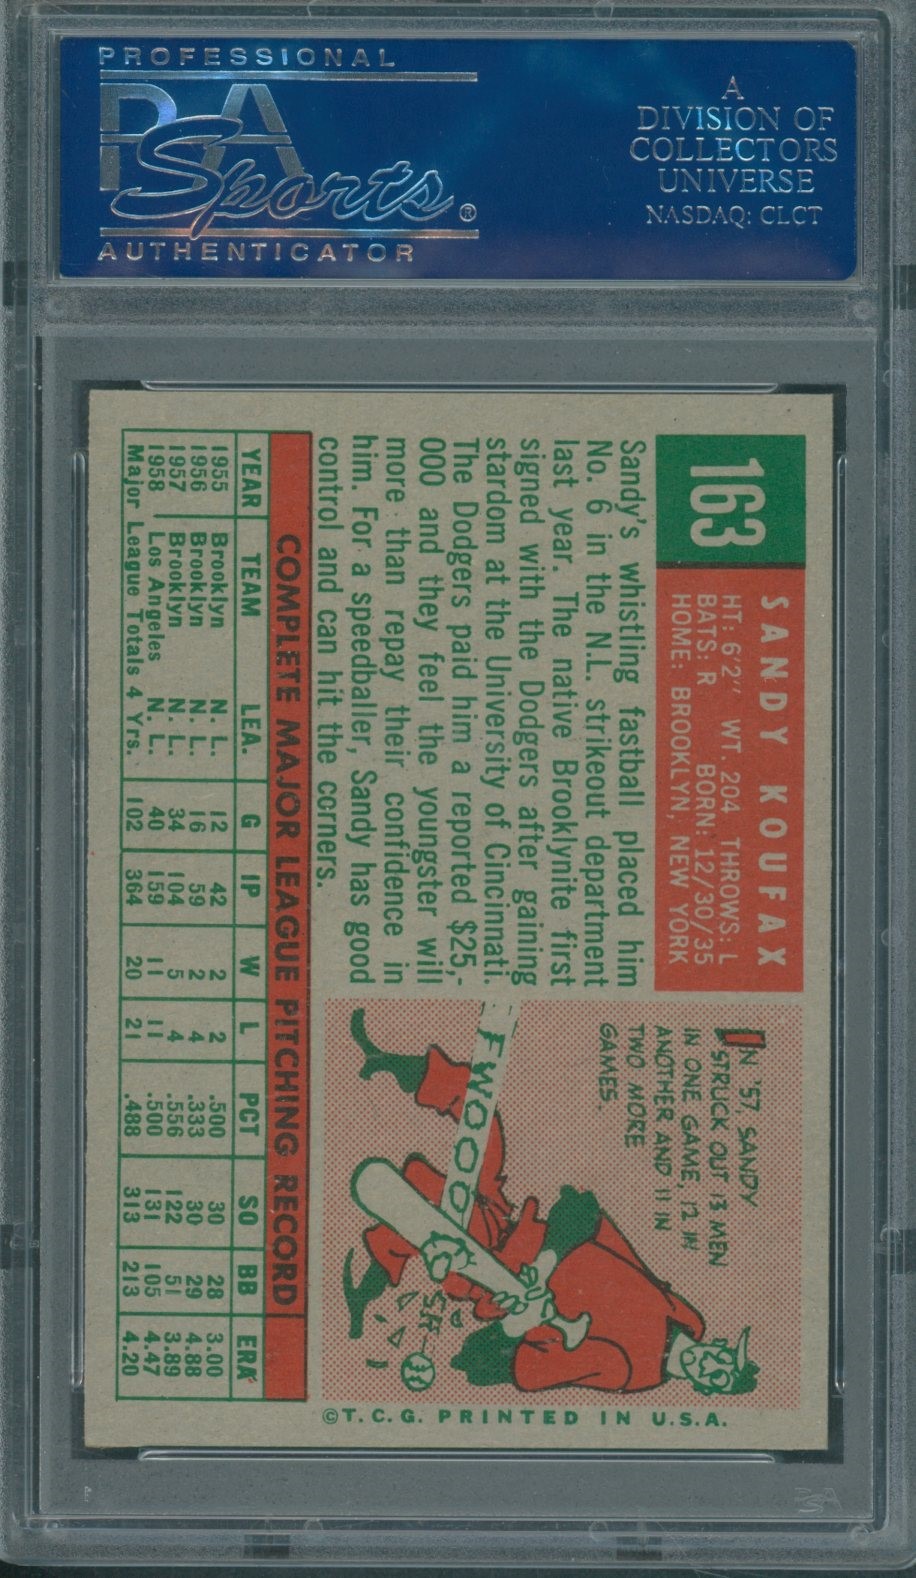 PROFESSIONAL
PSA
Sports®
AUTHENTICATOR
A
DIVISION OF
COLLECTORS
UNIVERSE
NASDAQ: CLCT
163
SANDY KOUFAX
HT: 6'2" WT. 204 THROWS: L
BATS: R BORN: 12/30/35
HOME: BROOKLYN, NEW YORK
Sandy's whistling fastball placed him
No. 6 in the N.L. strikeout department
last year. The native Brooklynite first
signed with the Dodgers after gaining
stardom at the University of Cincinnati.
The Dodgers paid him a reported $25,-
000 and they feel the youngster will
more than repay their confidence in
him. For a speedballer, Sandy has good
control and can hit the corners.
IN '57, SANDY
STRUCK OUT 13 MEN
IN ONE GAME, 12 IN
ANOTHER AND 11 IN
TWO MORE
GAMES.
FWOOO
COMPLETE MAJOR LEAGUE PITCHING RECORD
YEAR TEAM LEA. G IP W L PCT SO BB ERA
1955 Brooklyn N. L. 12 42 2 2 .500 30 28 3.00
1956 Brooklyn N. L. 16 59 2 4 .333 30 29 4.88
1957 Brooklyn N. L. 34 104 5 4 .556 122 51 3.89
1958 Los Angeles N. L. 40 159 11 11 .500 131 105 4.47
Major League Totals 4 Yrs. 102 364 20 21 .488 313 213 4.20
©T.C.G. PRINTED IN U.S.A.
PSA